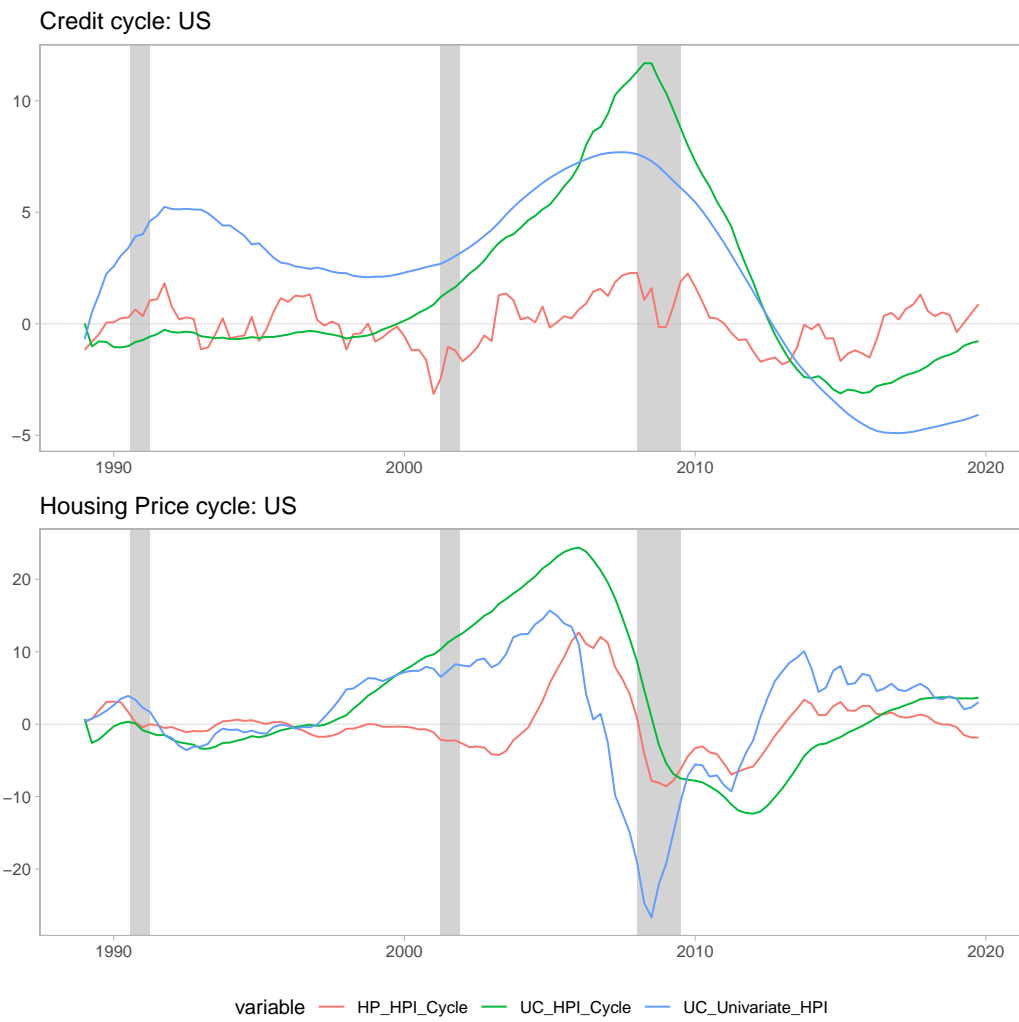 Credit cycle: US
10
5
0
−5
1990 2000 2010 2020
Housing Price cycle: US
20
10
0
−10
−20
1990 2000 2010 2020
variable HP_HPI_Cycle UC_HPI_Cycle UC_Univariate_HPI